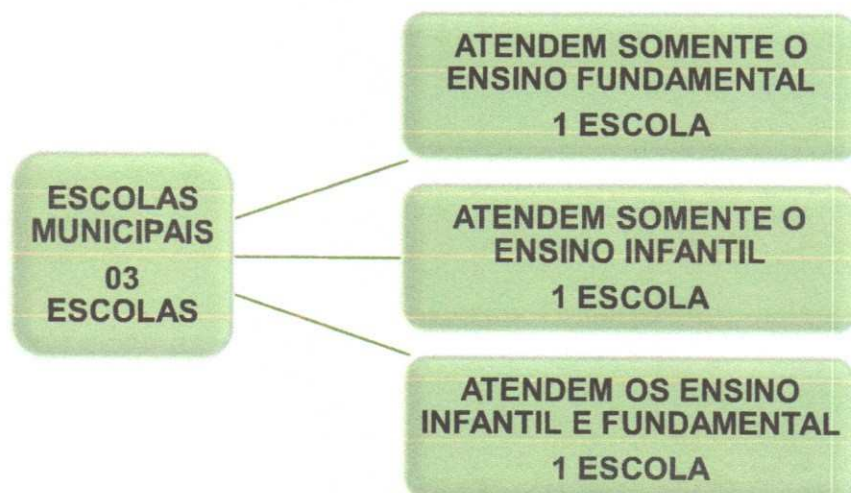 ESCOLAS
MUNICIPAIS
03
ESCOLAS
ATENDEM SOMENTE O
ENSINO FUNDAMENTAL
1 ESCOLA
ATENDEM SOMENTE O
ENSINO INFANTIL
1 ESCOLA
ATENDEM OS ENSINO
INFANTIL E FUNDAMENTAL
1 ESCOLA